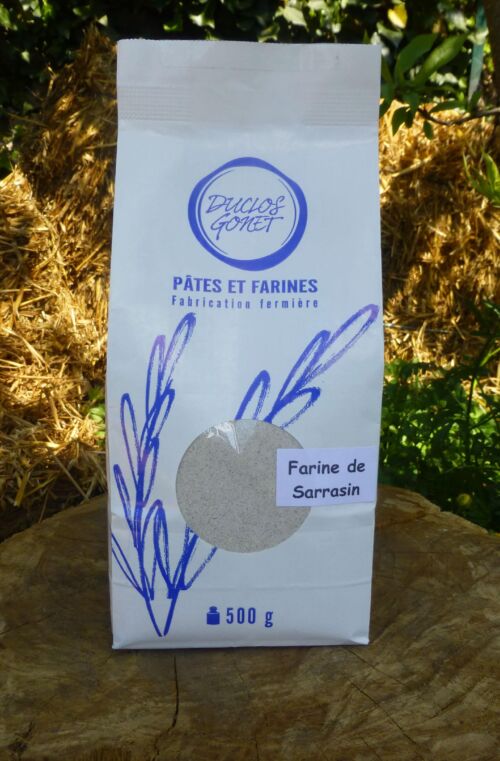 DUCLOS
GONET
PÂTES ET FARINES
Fabrication fermière
Farine de
Sarrasin
500 g